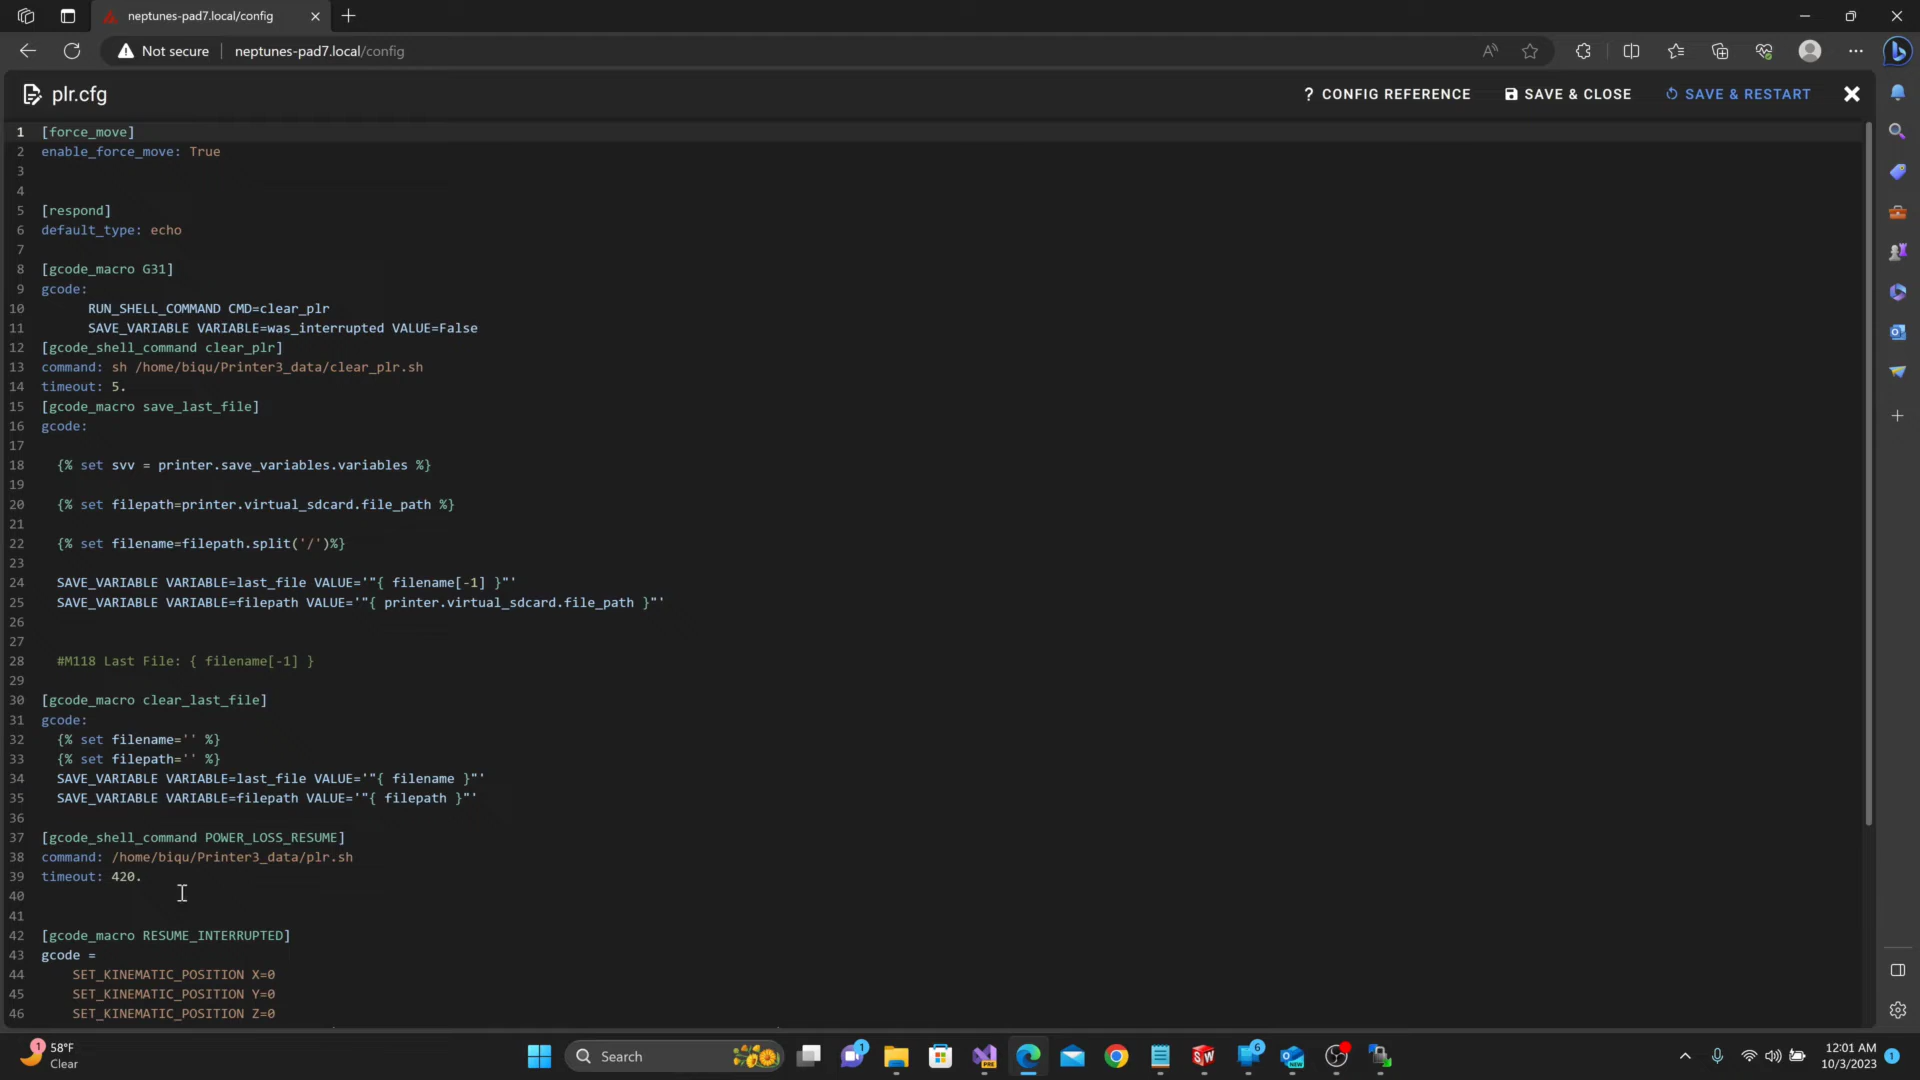 neptunes-pad7.local/config
Not secure
neptunes-pad7.local/config
plr.cfg
? CONFIG REFERENCE
SAVE & CLOSE
SAVE & RESTART
1 [force_move]
2 enable_force_move: True
3
4
5 [respond]
6 default_type: echo
7
8 [gcode_macro G31]
9 gcode:
10 RUN_SHELL_COMMAND CMD=clear_plr
11 SAVE_VARIABLE VARIABLE=was_interrupted VALUE=False
12 [gcode_shell_command clear_plr]
13 command: sh /home/biqu/Printer3_data/clear_plr.sh
14 timeout: 5.
15 [gcode_macro save_last_file]
16 gcode:
17
18 {% set svv = printer.save_variables.variables %}
19
20 {% set filepath=printer.virtual_sdcard.file_path %}
21
22 {% set filename=filepath.split('/')%}
23
24 SAVE_VARIABLE VARIABLE=last_file VALUE='"{ filename[-1] }"'
25 SAVE_VARIABLE VARIABLE=filepath VALUE='"{ printer.virtual_sdcard.file_path }"'
26
27
28 #M118 Last File: { filename[-1] }
29
30 [gcode_macro clear_last_file]
31 gcode:
32 {% set filename='' %}
33 {% set filepath='' %}
34 SAVE_VARIABLE VARIABLE=last_file VALUE='"{ filename }"'
35 SAVE_VARIABLE VARIABLE=filepath VALUE='"{ filepath }"'
36
37 [gcode_shell_command POWER_LOSS_RESUME]
38 command: /home/biqu/Printer3_data/plr.sh
39 timeout: 420.
40
41
42 [gcode_macro RESUME_INTERRUPTED]
43 gcode =
44 SET_KINEMATIC_POSITION X=0
45 SET_KINEMATIC_POSITION Y=0
46 SET_KINEMATIC_POSITION Z=0
1
58°F
Clear
Search
1
PRE
6
NEW
12:01 AM
10/3/2023
1